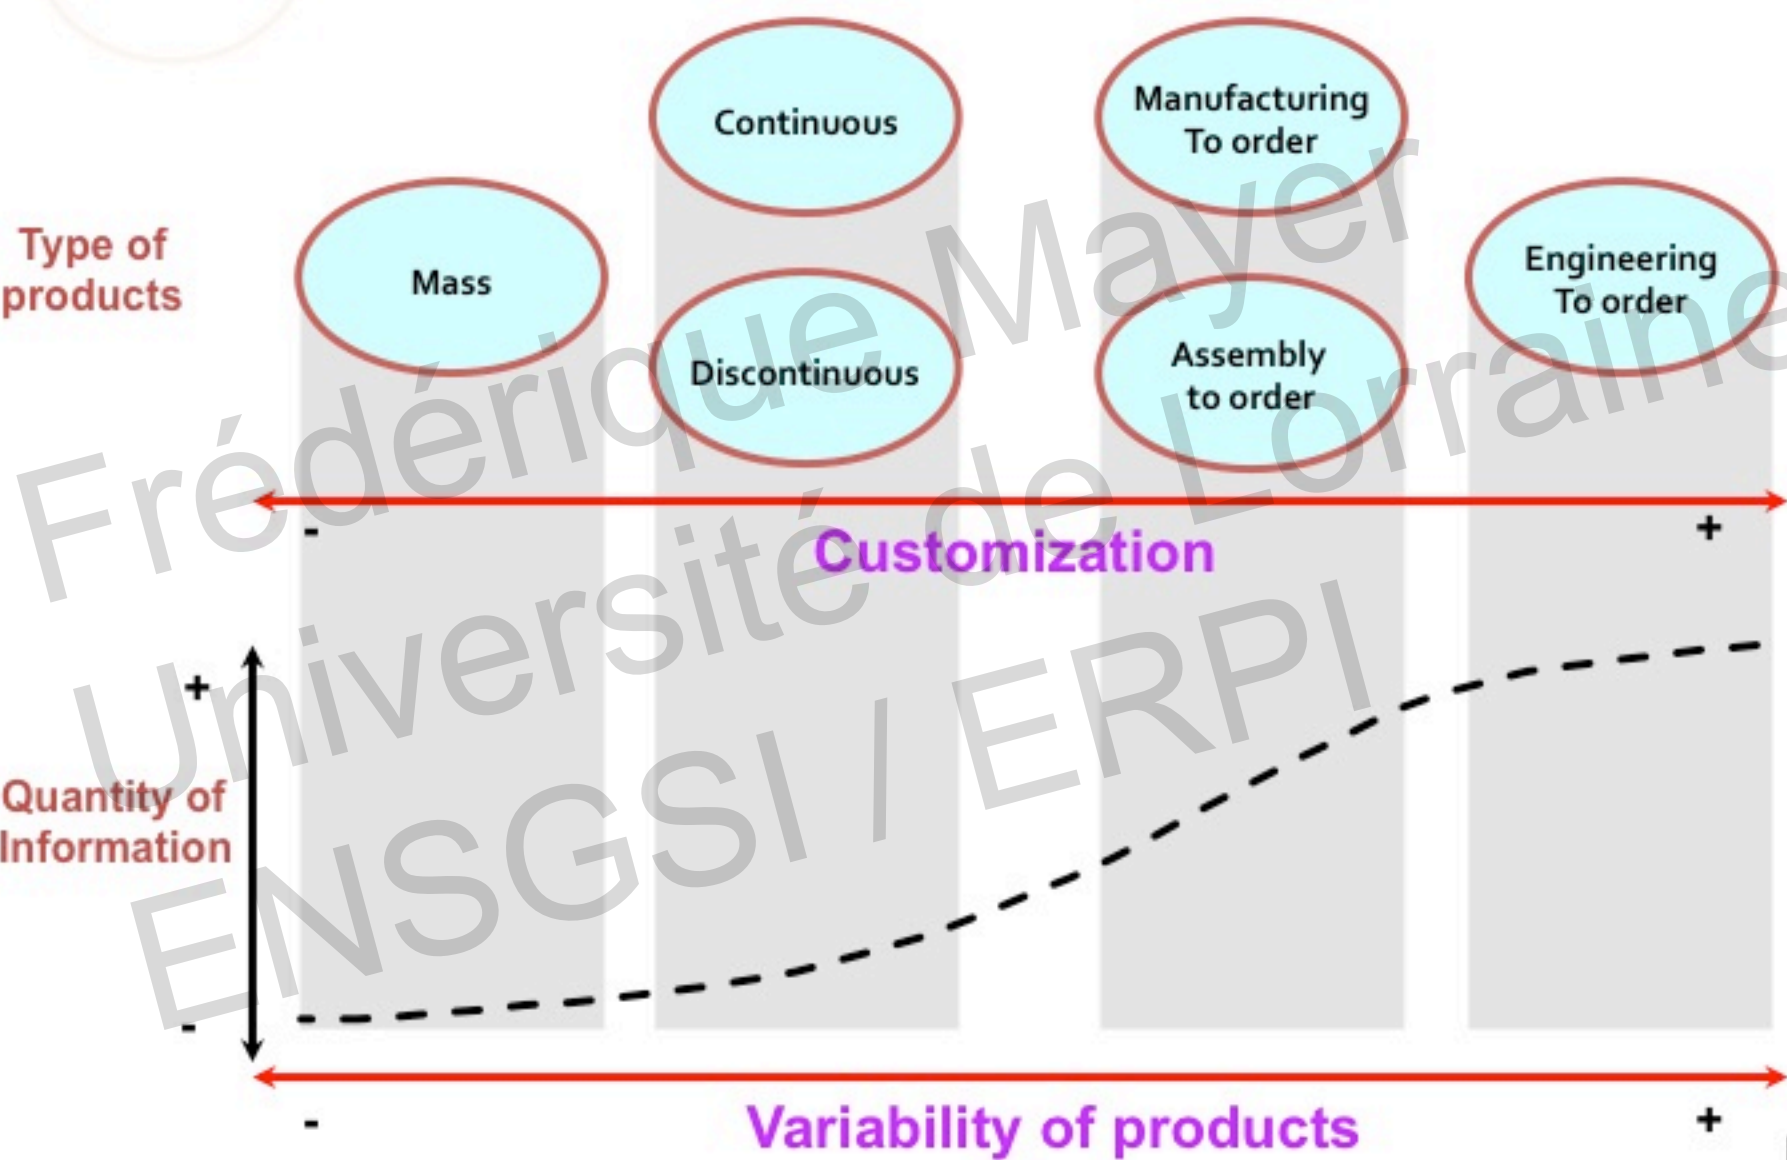 Continuous
Manufacturing
To order
Type of
products
Mass
Engineering
To order
Discontinuous
Assembly
to order
-
+
Customization
+
Quantity of
Information
-
-
+
Variability of products
Frédérique Mayer
Université de Lorraine
ENSGSI / ERPI